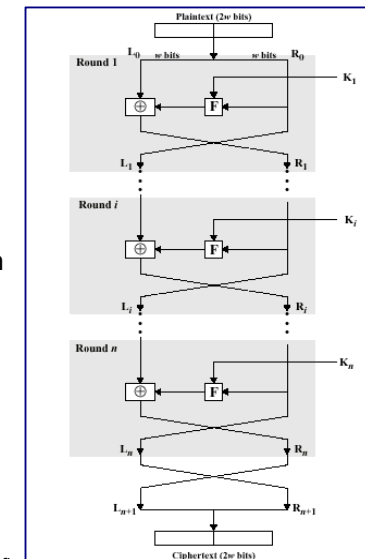 Plaintext (2w bits)
L0 w bits w bits R0
Round 1
K1
⊕ F
L1 R1
Round i
Ki
⊕ F
Li Ri
Round n
Kn
⊕ F
Ln Rn
Ln+1 Rn+1
Ciphertext (2w bits)